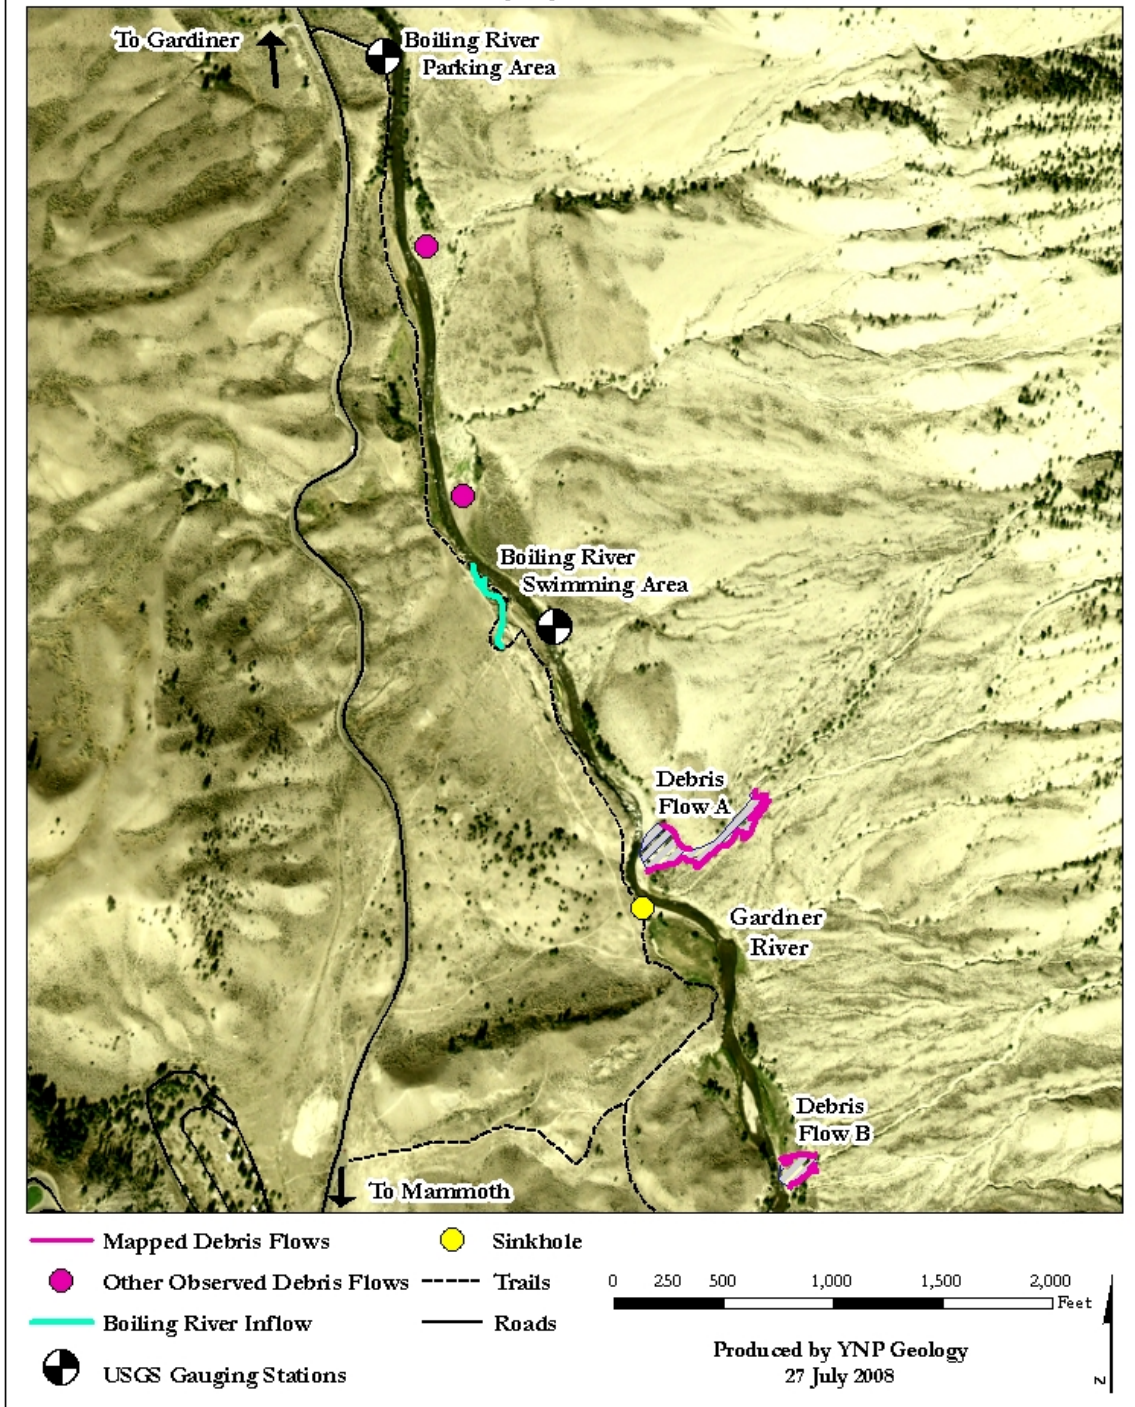 To Gardiner
Boiling River
Parking Area
Boiling River
Swimming Area
Debris
Flow A
Gardner
River
Debris
Flow B
To Mammoth
Mapped Debris Flows
Sinkhole
Other Observed Debris Flows
Trails
0 250 500 1,000 1,500 2,000
Feet
Boiling River Inflow
Roads
USGS Gauging Stations
Produced by YNP Geology
27 July 2008
N